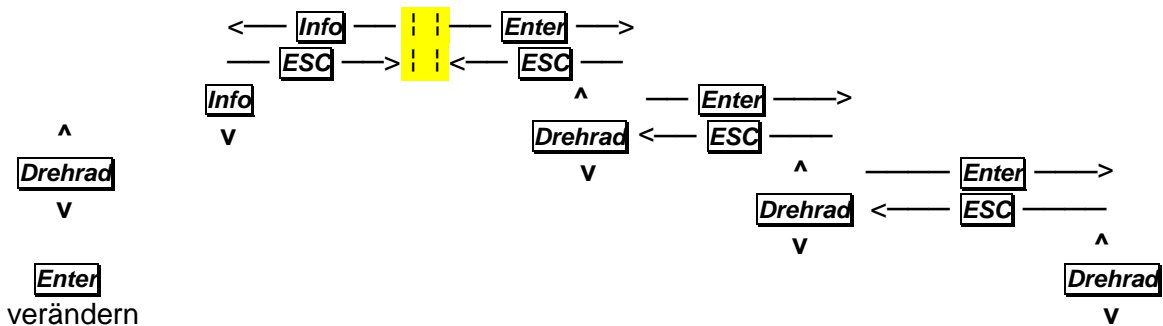 <—— Info —— ¦ ¦ —— Enter ——>
—— ESC ——> ¦ ¦ <—— ESC ——
Info ^ —— Enter ——>
^ v Drehrad <—— ESC ——
Drehrad v ^ —— Enter ——>
v Drehrad <—— ESC ——
v ^
Enter Drehrad
verändern v